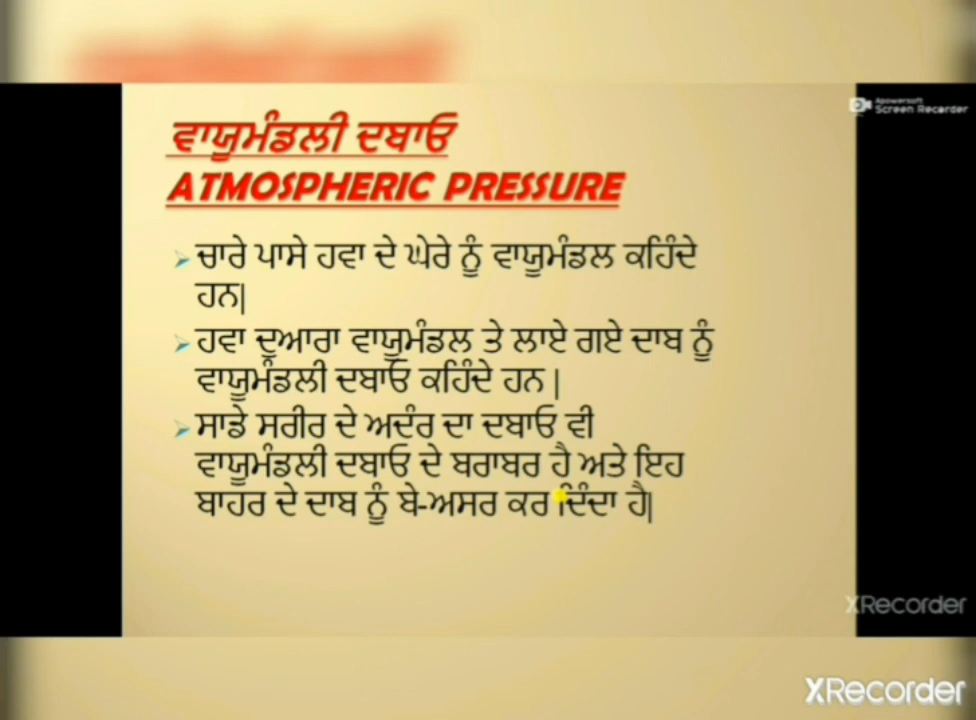 ਵਾਯੂਮੰਡਲੀ ਦਬਾਓ
ATMOSPHERIC PRESSURE
Apowersoft
Screen Recorder
ਚਾਰੇ ਪਾਸੇ ਹਵਾ ਦੇ ਘੇਰੇ ਨੂੰ ਵਾਯੂਮੰਡਲ ਕਹਿੰਦੇ
ਹਨ|
ਹਵਾ ਦੁਆਰਾ ਵਾਯੂਮੰਡਲ ਤੇ ਲਾਏ ਗਏ ਦਾਬ ਨੂੰ
ਵਾਯੂਮੰਡਲੀ ਦਬਾਓ ਕਹਿੰਦੇ ਹਨ |
ਸਾਡੇ ਸਰੀਰ ਦੇ ਅਦੰਰ ਦਾ ਦਬਾਓ ਵੀ
ਵਾਯੂਮੰਡਲੀ ਦਬਾਓ ਦੇ ਬਰਾਬਰ ਹੈ ਅਤੇ ਇਹ
ਬਾਹਰ ਦੇ ਦਾਬ ਨੂੰ ਬੇ-ਅਸਰ ਕਰ ਦਿੰਦਾ ਹੈ|
XRecorder
XRecorder